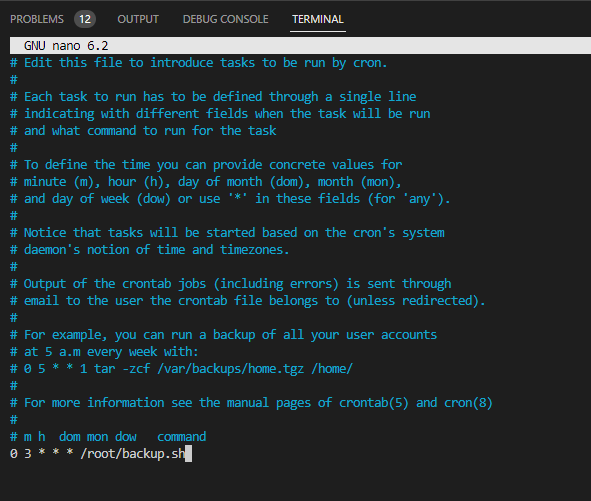 PROBLEMS 12 OUTPUT DEBUG CONSOLE TERMINAL
GNU nano 6.2
# Edit this file to introduce tasks to be run by cron.
#
# Each task to run has to be defined through a single line
# indicating with different fields when the task will be run
# and what command to run for the task
#
# To define the time you can provide concrete values for
# minute (m), hour (h), day of month (dom), month (mon),
# and day of week (dow) or use '*' in these fields (for 'any').
#
# Notice that tasks will be started based on the cron's system
# daemon's notion of time and timezones.
#
# Output of the crontab jobs (including errors) is sent through
# email to the user the crontab file belongs to (unless redirected).
#
# For example, you can run a backup of all your user accounts
# at 5 a.m every week with:
# 0 5 * * 1 tar -zcf /var/backups/home.tgz /home/
#
# For more information see the manual pages of crontab(5) and cron(8)
#
# m h  dom mon dow   command
0 3 * * * /root/backup.sh